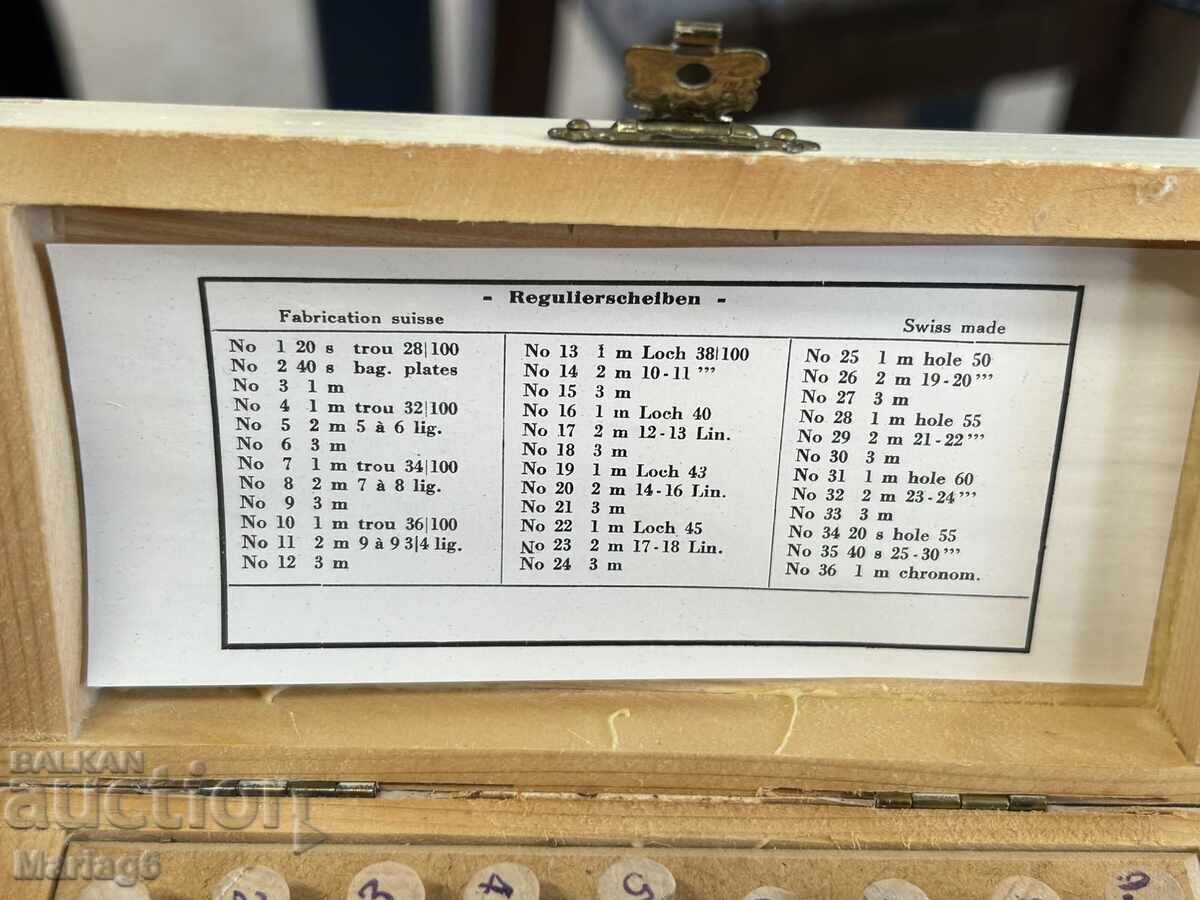 - Regulierscheiben -
Fabrication suisse
Swiss made
No 1 20 s trou 28|100
No 2 40 s bag. plates
No 3 1 m
No 4 1 m trou 32|100
No 5 2 m 5 à 6 lig.
No 6 3 m
No 7 1 m trou 34|100
No 8 2 m 7 à 8 lig.
No 9 3 m
No 10 1 m trou 36|100
No 11 2 m 9 à 9 3|4 lig.
No 12 3 m
No 13 1 m Loch 38|100
No 14 2 m 10-11 ’’’
No 15 3 m
No 16 1 m Loch 40
No 17 2 m 12-13 Lin.
No 18 3 m
No 19 1 m Loch 43
No 20 2 m 14-16 Lin.
No 21 3 m
No 22 1 m Loch 45
No 23 2 m 17-18 Lin.
No 24 3 m
No 25 1 m hole 50
No 26 2 m 19-20’’’
No 27 3 m
No 28 1 m hole 55
No 29 2 m 21-22’’’
No 30 3 m
No 31 1 m hole 60
No 32 2 m 23-24’’’
No 33 3 m
No 34 20 s hole 55
No 35 40 s 25-30’’’
No 36 1 m chronom.
BALKAN
auction
Mariag6
2 3 4 5